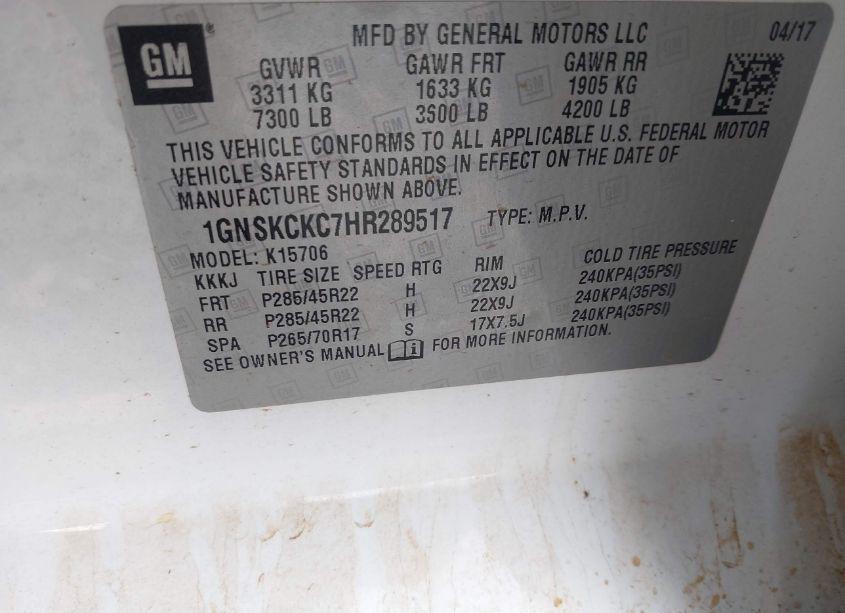 GM
MFD BY GENERAL MOTORS LLC 04/17
GVWR GAWR FRT GAWR RR
3311 KG 1633 KG 1905 KG
7300 LB 3600 LB 4200 LB
THIS VEHICLE CONFORMS TO ALL APPLICABLE U.S. FEDERAL MOTOR
VEHICLE SAFETY STANDARDS IN EFFECT ON THE DATE OF
MANUFACTURE SHOWN ABOVE.
1GNSKCKC7HR289517 TYPE: M.P.V.
MODEL: K15706
KKKJ TIRE SIZE SPEED RTG RIM COLD TIRE PRESSURE
FRT P285/45R22 H 22X9J 240KPA(35PSI)
RR P285/45R22 H 22X9J 240KPA(35PSI)
SPA P265/70R17 S 17X7.5J 240KPA(35PSI)
SEE OWNER'S MANUAL FOR MORE INFORMATION.